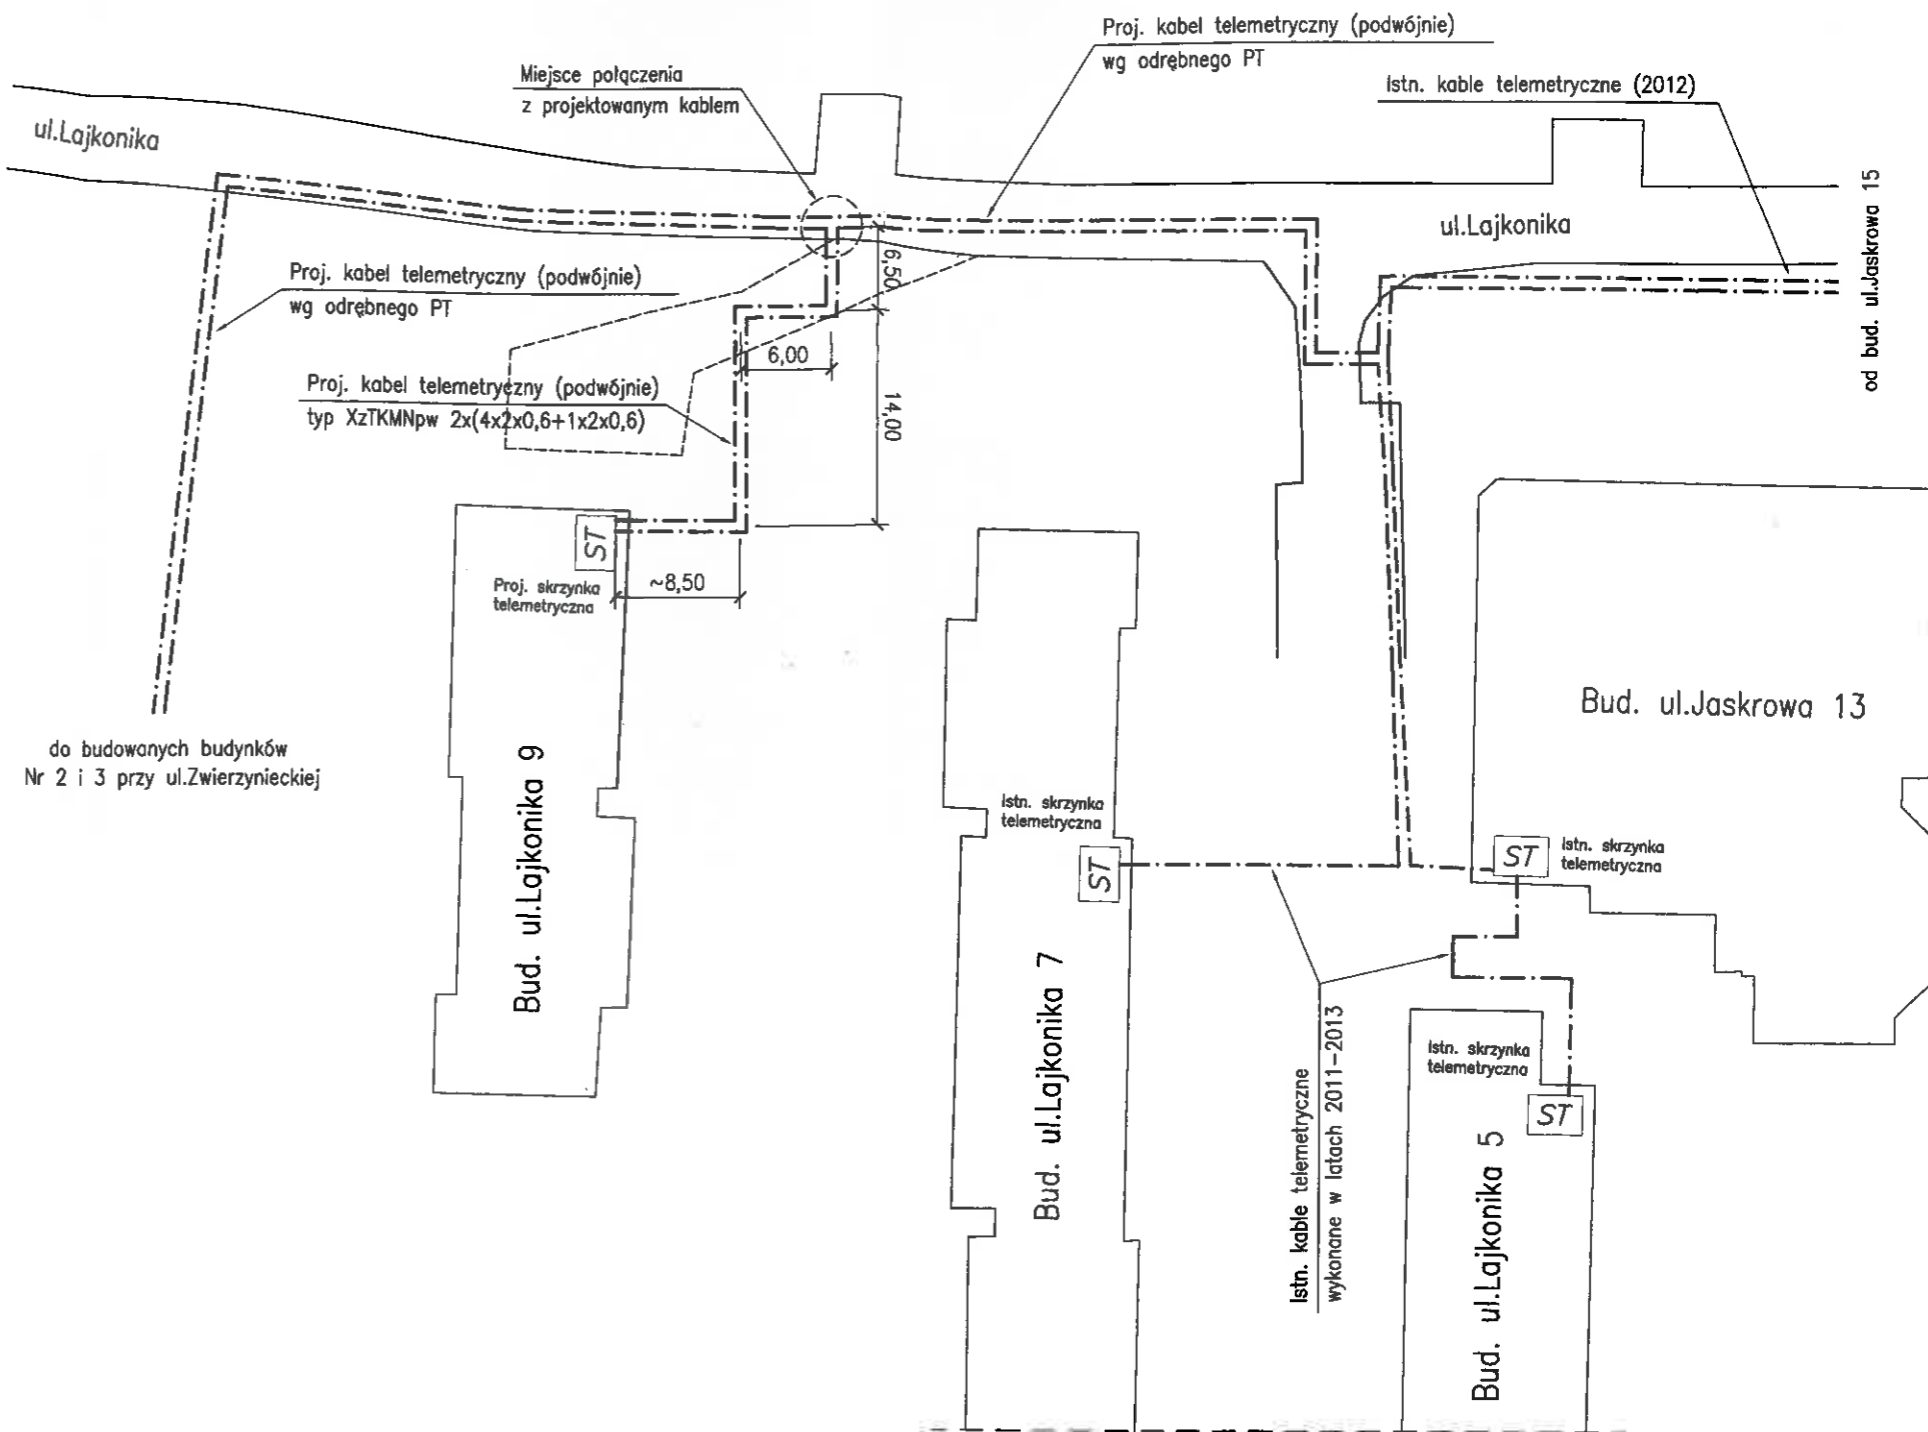 Proj. kabel telemetryczny (podwójnie)
wg odrębnego PT
Miejsce połączenia
z projektowanym kablem
Istn. kable telemetryczne (2012)
ul.Lajkonika
ul.Lajkonika
od bud. ul.Jaskrowa 15
Proj. kabel telemetryczny (podwójnie)
wg odrębnego PT
6,50
6,00
Proj. kabel telemetryczny (podwójnie)
typ XzTKMNpw 2x(4x2x0,6+1x2x0,6)
14,00
ST
Proj. skrzynka
telemetryczna
~8,50
Bud. ul.Jaskrowa 13
do budowanych budynków
Nr 2 i 3 przy ul.Zwierzynieckiej
Bud. ul.Lajkonika 9
Istn. skrzynka
telemetryczna
ST
ST
Istn. skrzynka
telemetryczna
Bud. ul.Lajkonika 7
Istn. kable telemetryczne
wykonane w latach 2011-2013
Istn. skrzynka
telemetryczna
ST
Bud. ul.Lajkonika 5